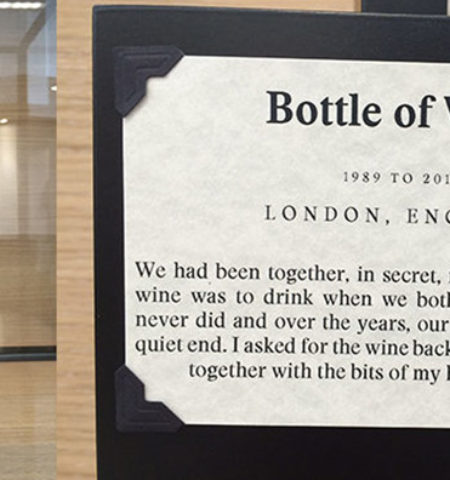 Bottle of
1989 TO 201
LONDON, ENG
We had been together, in secret,
wine was to drink when we both
never did and over the years, our
quiet end. I asked for the wine back
together with the bits of my